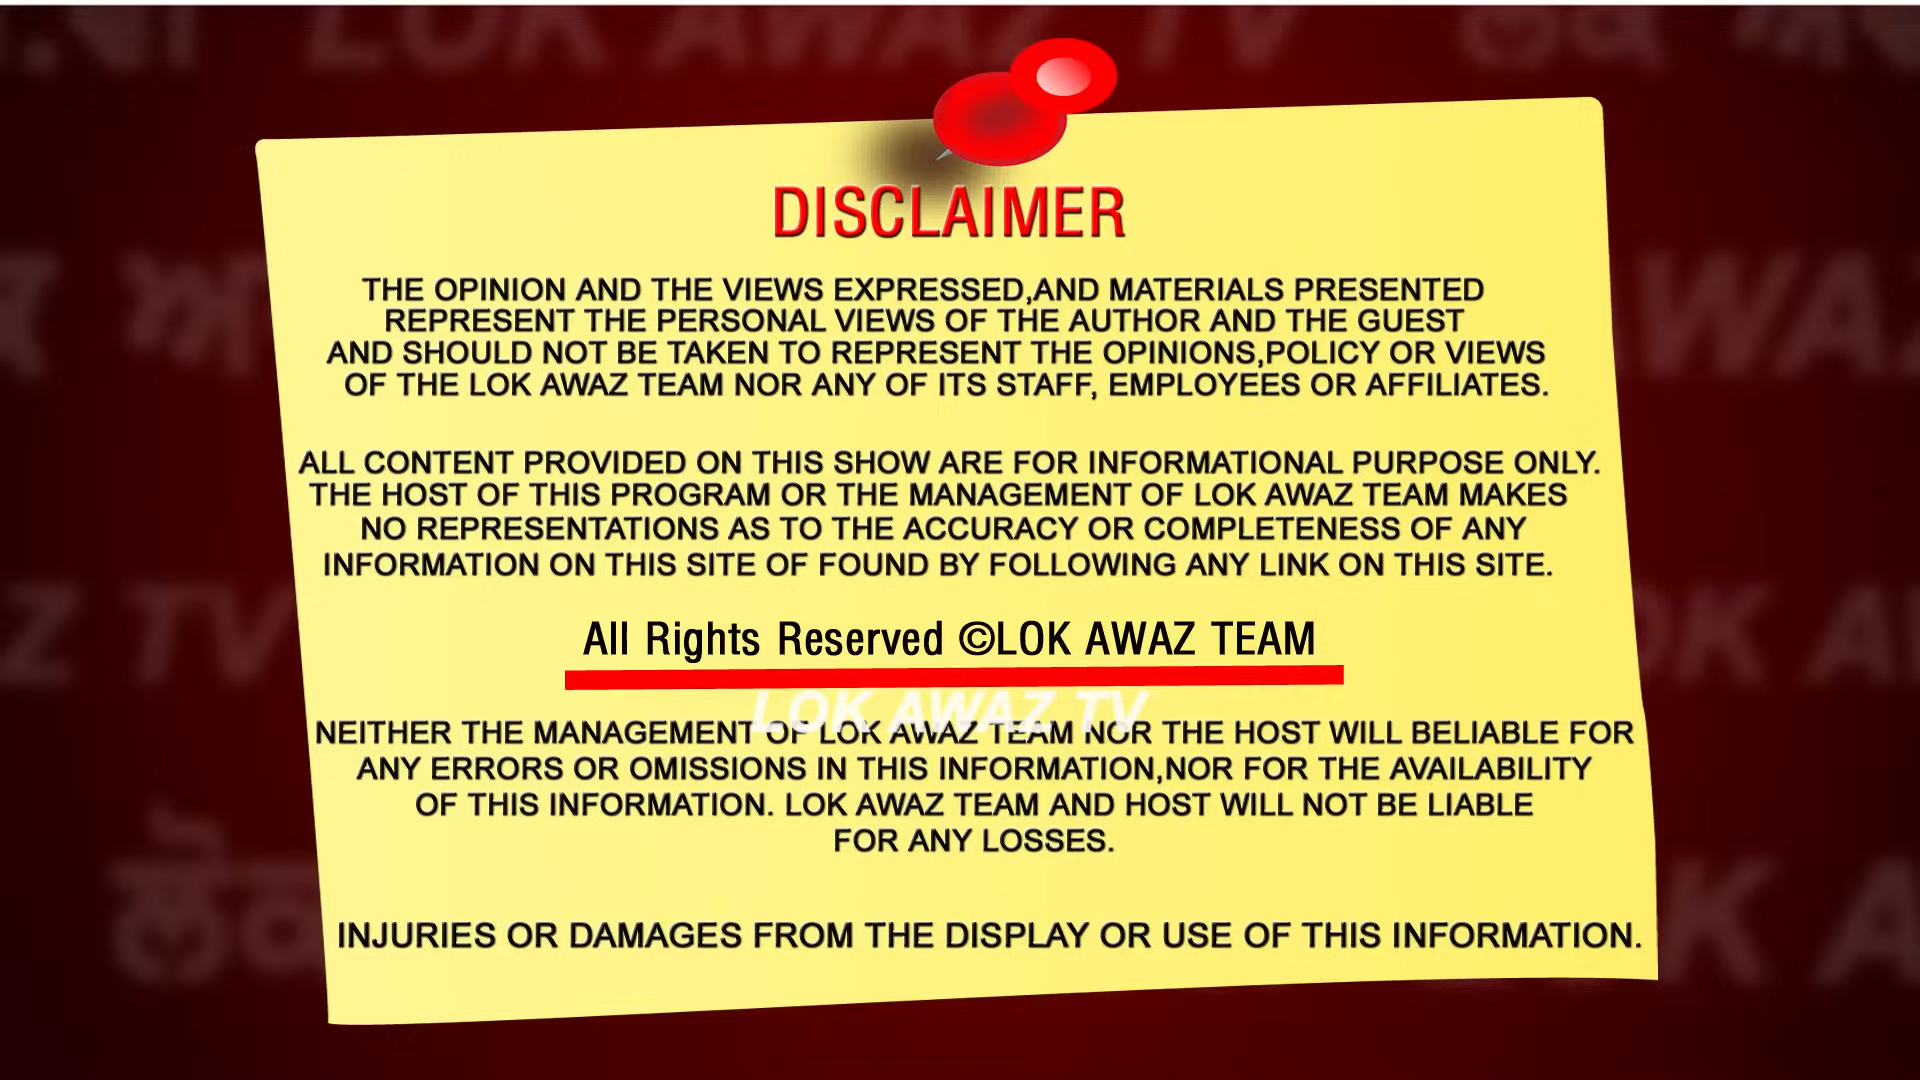 LOK AWAZ TV
DISCLAIMER
THE OPINION AND THE VIEWS EXPRESSED,AND MATERIALS PRESENTED
REPRESENT THE PERSONAL VIEWS OF THE AUTHOR AND THE GUEST
AND SHOULD NOT BE TAKEN TO REPRESENT THE OPINIONS,POLICY OR VIEWS
OF THE LOK AWAZ TEAM NOR ANY OF ITS STAFF, EMPLOYEES OR AFFILIATES.
ALL CONTENT PROVIDED ON THIS SHOW ARE FOR INFORMATIONAL PURPOSE ONLY.
THE HOST OF THIS PROGRAM OR THE MANAGEMENT OF LOK AWAZ TEAM MAKES
NO REPRESENTATIONS AS TO THE ACCURACY OR COMPLETENESS OF ANY
INFORMATION ON THIS SITE OF FOUND BY FOLLOWING ANY LINK ON THIS SITE.
All Rights Reserved ©LOK AWAZ TEAM
LOK AWAZ TV
NEITHER THE MANAGEMENT OF LOK AWAZ TEAM NOR THE HOST WILL BELIABLE FOR
ANY ERRORS OR OMISSIONS IN THIS INFORMATION,NOR FOR THE AVAILABILITY
OF THIS INFORMATION. LOK AWAZ TEAM AND HOST WILL NOT BE LIABLE
FOR ANY LOSSES.
INJURIES OR DAMAGES FROM THE DISPLAY OR USE OF THIS INFORMATION.